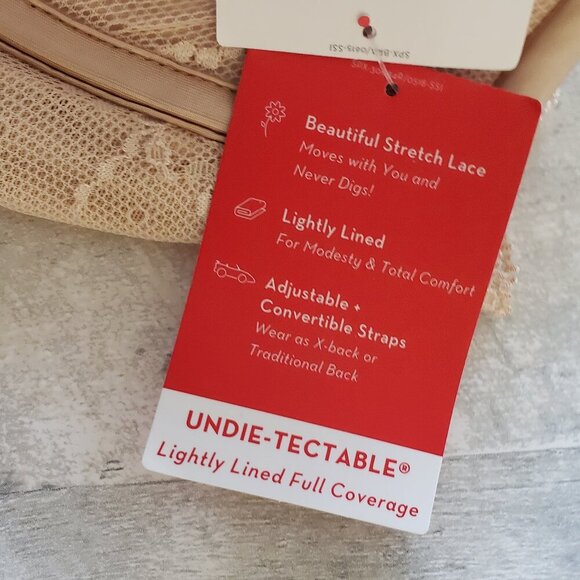 Beautiful Stretch Lace
Moves with You and
Never Digs!
Lightly Lined
For Modesty & Total Comfort
Adjustable +
Convertible Straps
Wear as X-back or
Traditional Back
UNDIE-TECTABLE®
Lightly Lined Full Coverage